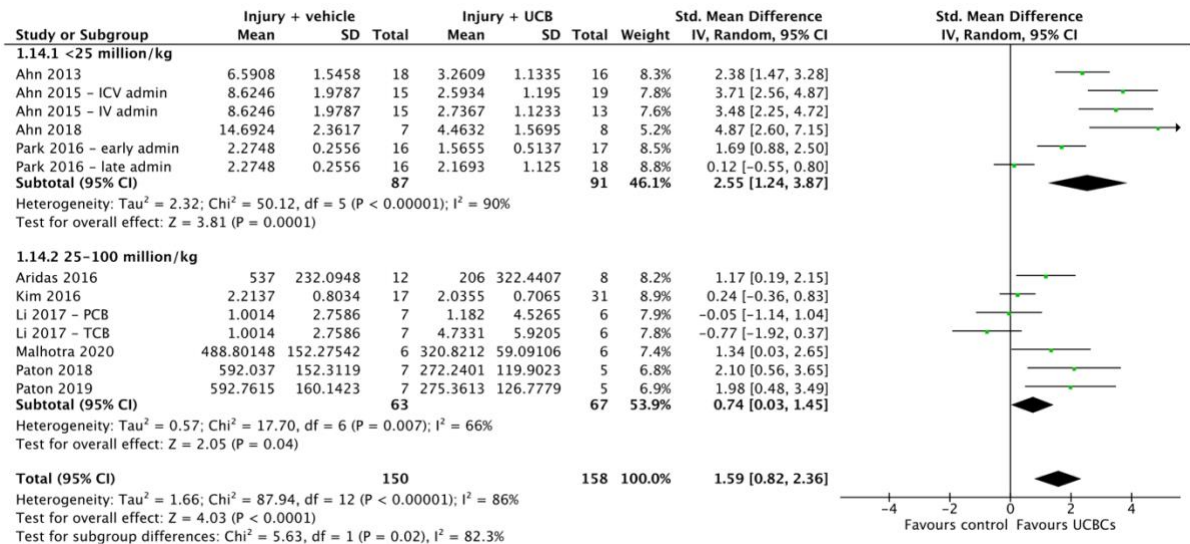 Injury + vehicle Injury + UCB Std. Mean Difference Std. Mean Difference
Study or Subgroup Mean SD Total Mean SD Total Weight IV, Random, 95% CI IV, Random, 95% CI
1.14.1 <25 million/kg
Ahn 2013 6.5908 1.5458 18 3.2609 1.1335 16 8.3% 2.38 [1.47, 3.28]
Ahn 2015 – ICV admin 8.6246 1.9787 15 2.5934 1.195 19 7.8% 3.71 [2.56, 4.87]
Ahn 2015 – IV admin 8.6246 1.9787 15 2.7367 1.1233 13 7.6% 3.48 [2.25, 4.72]
Ahn 2018 14.6924 2.3617 7 4.4632 1.5695 8 5.2% 4.87 [2.60, 7.15]
Park 2016 – early admin 2.2748 0.2556 16 1.5655 0.5137 17 8.5% 1.69 [0.88, 2.50]
Park 2016 – late admin 2.2748 0.2556 16 2.1693 1.125 18 8.8% 0.12 [-0.55, 0.80]
Subtotal (95% CI) 87 91 46.1% 2.55 [1.24, 3.87]
Heterogeneity: Tau² = 2.32; Chi² = 50.12, df = 5 (P < 0.00001); I² = 90%
Test for overall effect: Z = 3.81 (P = 0.0001)
1.14.2 25–100 million/kg
Aridas 2016 537 232.0948 12 206 322.4407 8 8.2% 1.17 [0.19, 2.15]
Kim 2016 2.2137 0.8034 17 2.0355 0.7065 31 8.9% 0.24 [-0.36, 0.83]
Li 2017 – PCB 1.0014 2.7586 7 1.182 4.5265 6 7.9% -0.05 [-1.14, 1.04]
Li 2017 – TCB 1.0014 2.7586 7 4.7331 5.9205 6 7.8% -0.77 [-1.92, 0.37]
Malhotra 2020 488.80148 152.27542 6 320.8212 59.09106 6 7.4% 1.34 [0.03, 2.65]
Paton 2018 592.037 152.3119 7 272.2401 119.9023 5 6.8% 2.10 [0.56, 3.65]
Paton 2019 592.7615 160.1423 7 275.3613 126.7779 5 6.9% 1.98 [0.48, 3.49]
Subtotal (95% CI) 63 67 53.9% 0.74 [0.03, 1.45]
Heterogeneity: Tau² = 0.57; Chi² = 17.70, df = 6 (P = 0.007); I² = 66%
Test for overall effect: Z = 2.05 (P = 0.04)
Total (95% CI) 150 158 100.0% 1.59 [0.82, 2.36]
Heterogeneity: Tau² = 1.66; Chi² = 87.94, df = 12 (P < 0.00001); I² = 86%
Test for overall effect: Z = 4.03 (P < 0.0001)
Test for subgroup differences: Chi² = 5.63, df = 1 (P = 0.02), I² = 82.3%
-4 -2 0 2 4
Favours control Favours UCBCs